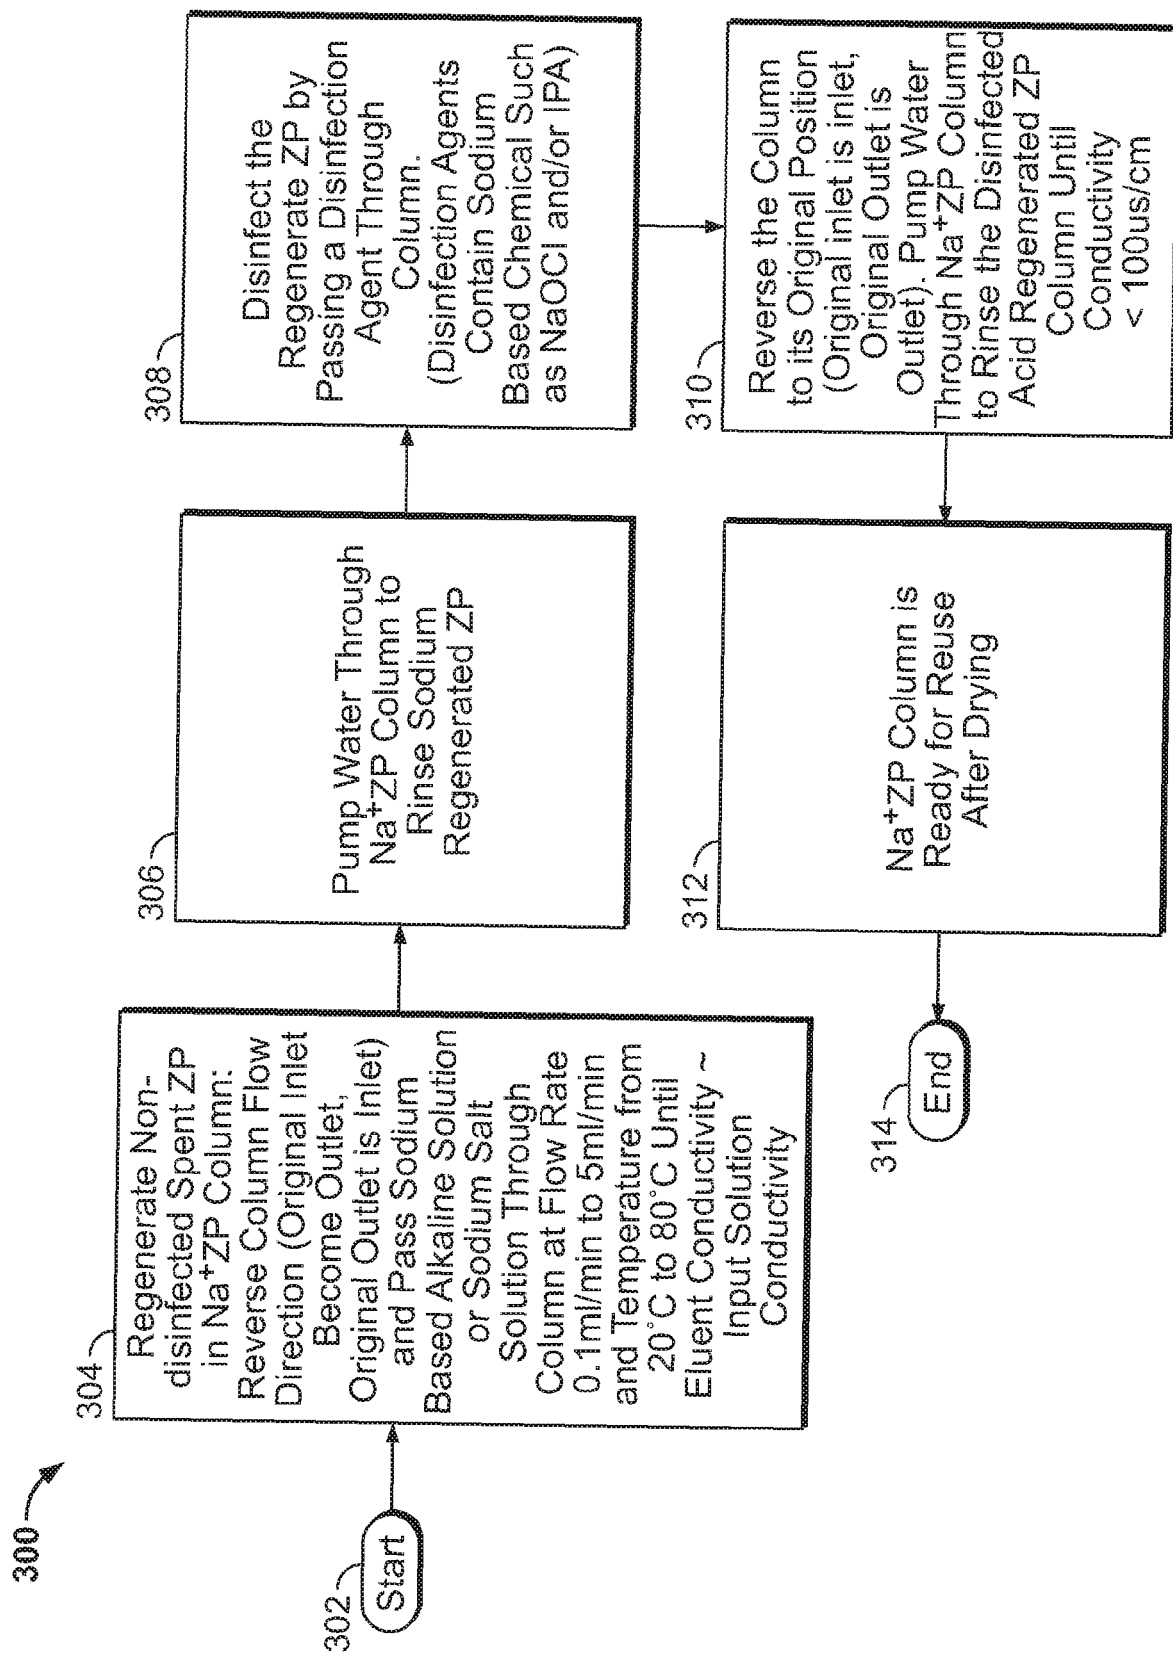 300
302
Start
304
Regenerate Non-
disinfected Spent ZP
in Na+ZP Column:
Reverse Column Flow
Direction (Original Inlet
Become Outlet,
Original Outlet is Inlet)
and Pass Sodium
Based Alkaline Solution
or Sodium Salt
Solution Through
Column at Flow Rate
0.1ml/min to 5ml/min
and Temperature from
20°C to 80°C Until
Eluent Conductivity ~
Input Solution
Conductivity
306
Pump Water Through
Na+ZP Column to
Rinse Sodium
Regenerated ZP
308
Disinfect the
Regenerate ZP by
Passing a Disinfection
Agent Through
Column.
(Disinfection Agents
Contain Sodium
Based Chemical Such
as NaOCl and/or IPA)
310
Reverse the Column
to its Original Position
(Original inlet is inlet,
Original Outlet is
Outlet). Pump Water
Through Na+ZP Column
to Rinse the Disinfected
Acid Regenerated ZP
Column Until
Conductivity
< 100us/cm
312
Na+ZP Column is
Ready for Reuse
After Drying
314
End